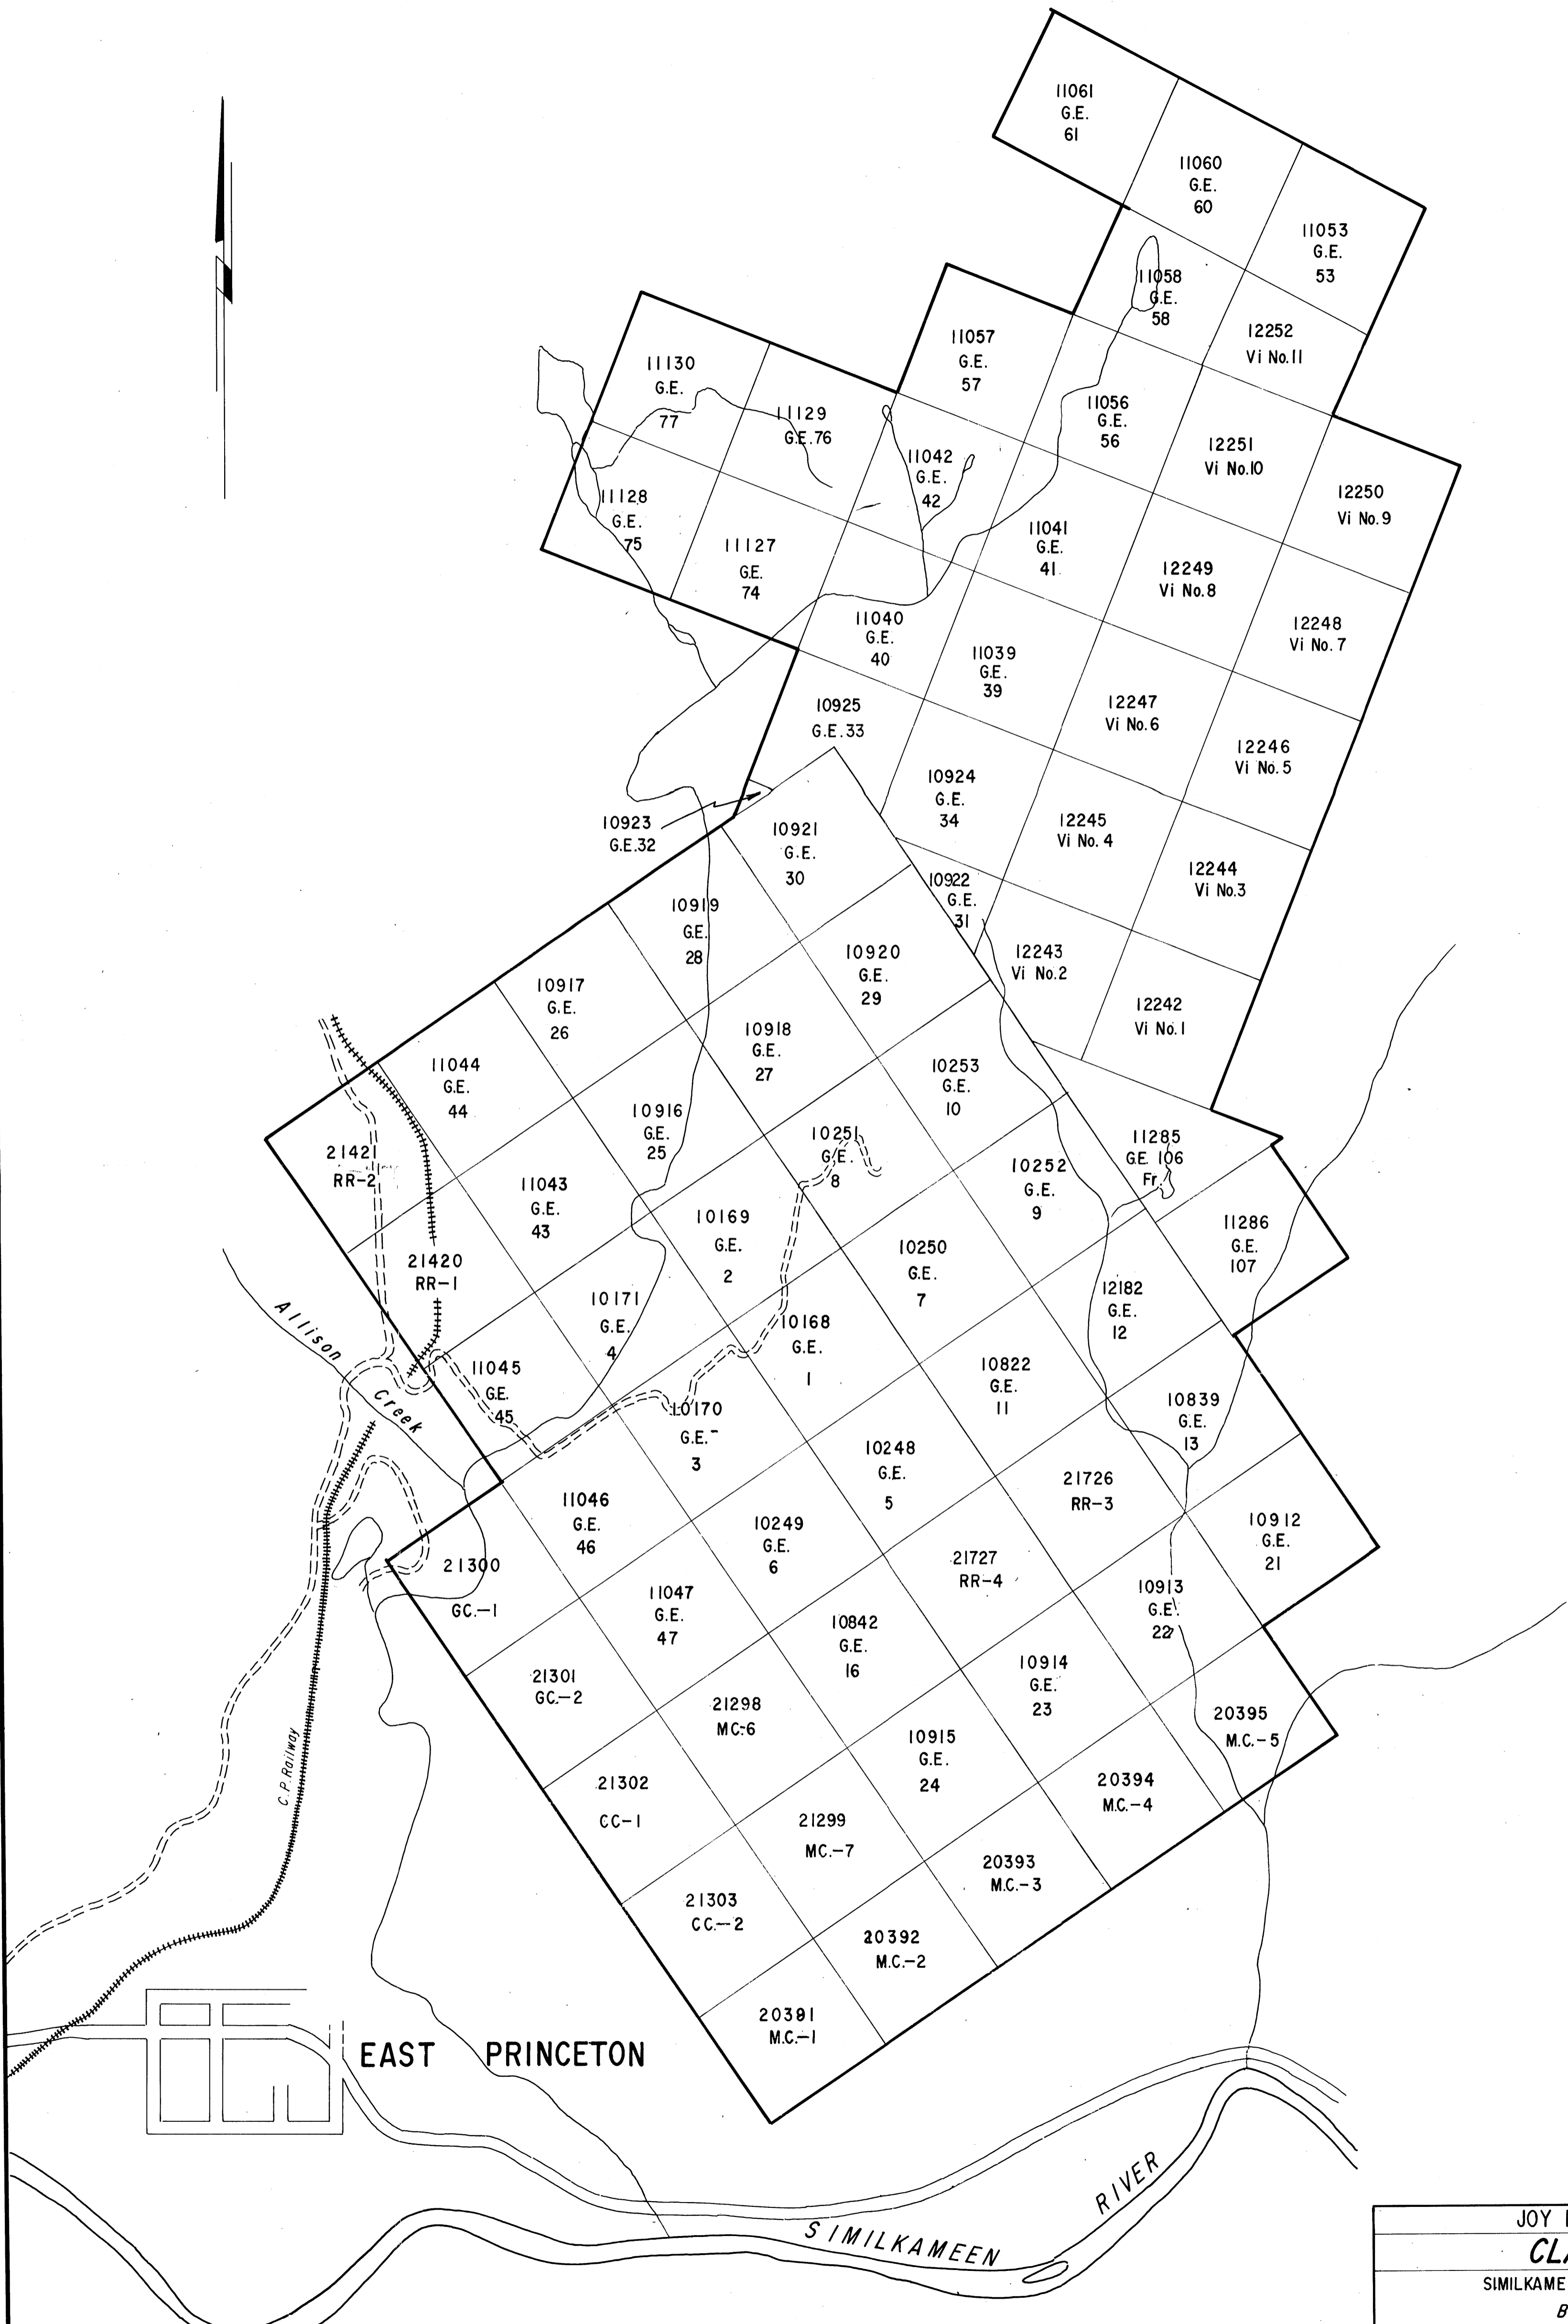 11061
G.E.
61
11060
G.E.
60
11053
G.E.
53
11058
G.E.
58
12252
Vi No.11
11057
G.E.
57
11130
G.E.
77
11129
G.E.76
11056
G.E.
56
12251
Vi No.10
11042
G.E.
42
12250
Vi No.9
11128
G.E.
75
11127
G.E.
74
11041
G.E.
41
12249
Vi No.8
11040
G.E.
40
12248
Vi No.7
11039
G.E.
39
10925
G.E.33
12247
Vi No.6
12246
Vi No.5
10924
G.E.
34
10923
G.E.32
10921
G.E.
30
12245
Vi No.4
12244
Vi No.3
10922
G.E.
31
10919
G.E.
28
10920
G.E.
29
12243
Vi No.2
10917
G.E.
26
12242
Vi No.1
10918
G.E.
27
11044
G.E.
44
10253
G.E.
10
10916
G.E.
25
10251
G.E.
8
11285
G.E. 106
Fr.
21421
RR-2
10252
G.E.
9
11043
G.E.
43
10169
G.E.
2
11286
G.E.
107
10250
G.E.
7
21420
RR-1
12182
G.E.
12
10171
G.E.
4
10168
G.E.
1
Allison
Creek
11045
G.E.
45
10822
G.E.
11
10839
G.E.
13
10170
G.E.
3
10248
G.E.
5
21726
RR-3
11046
G.E.
46
10249
G.E.
6
10912
G.E.
21
21727
RR-4
21300
GC.-1
11047
G.E.
47
10913
G.E.
22
10842
G.E.
16
10914
G.E.
23
21301
GC.-2
21298
MC-6
20395
M.C.-5
10915
G.E.
24
C.P. Railway
21302
CC-1
20394
M.C.-4
21299
MC.-7
20393
M.C.-3
21303
CC.-2
20392
M.C.-2
20391
M.C.-1
EAST PRINCETON
SIMILKAMEEN RIVER
JOY
CL
SIMILKAME
B